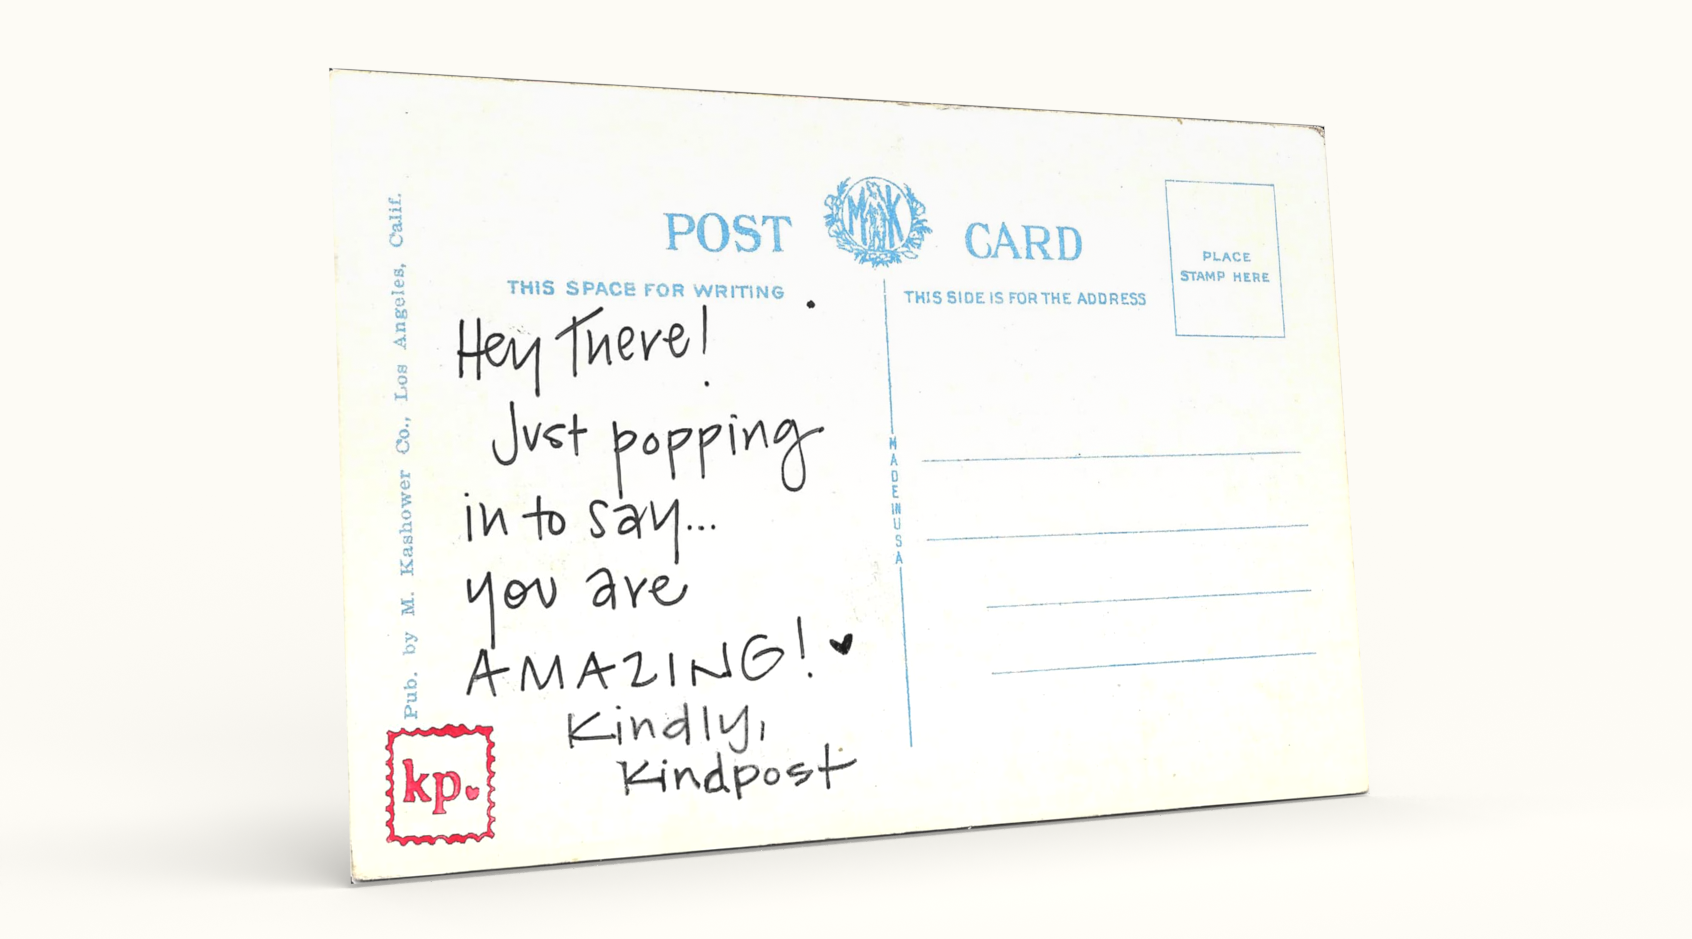 POST CARD
MK
PLACE
STAMP HERE
THIS SPACE FOR WRITING
THIS SIDE IS FOR THE ADDRESS
Hey There!
Just popping
in to say...
you are
AMAZING!
Kindly,
Kindpost
MADE IN USA
Pub. by M. Kashower Co., Los Angeles, Calif.
kp.